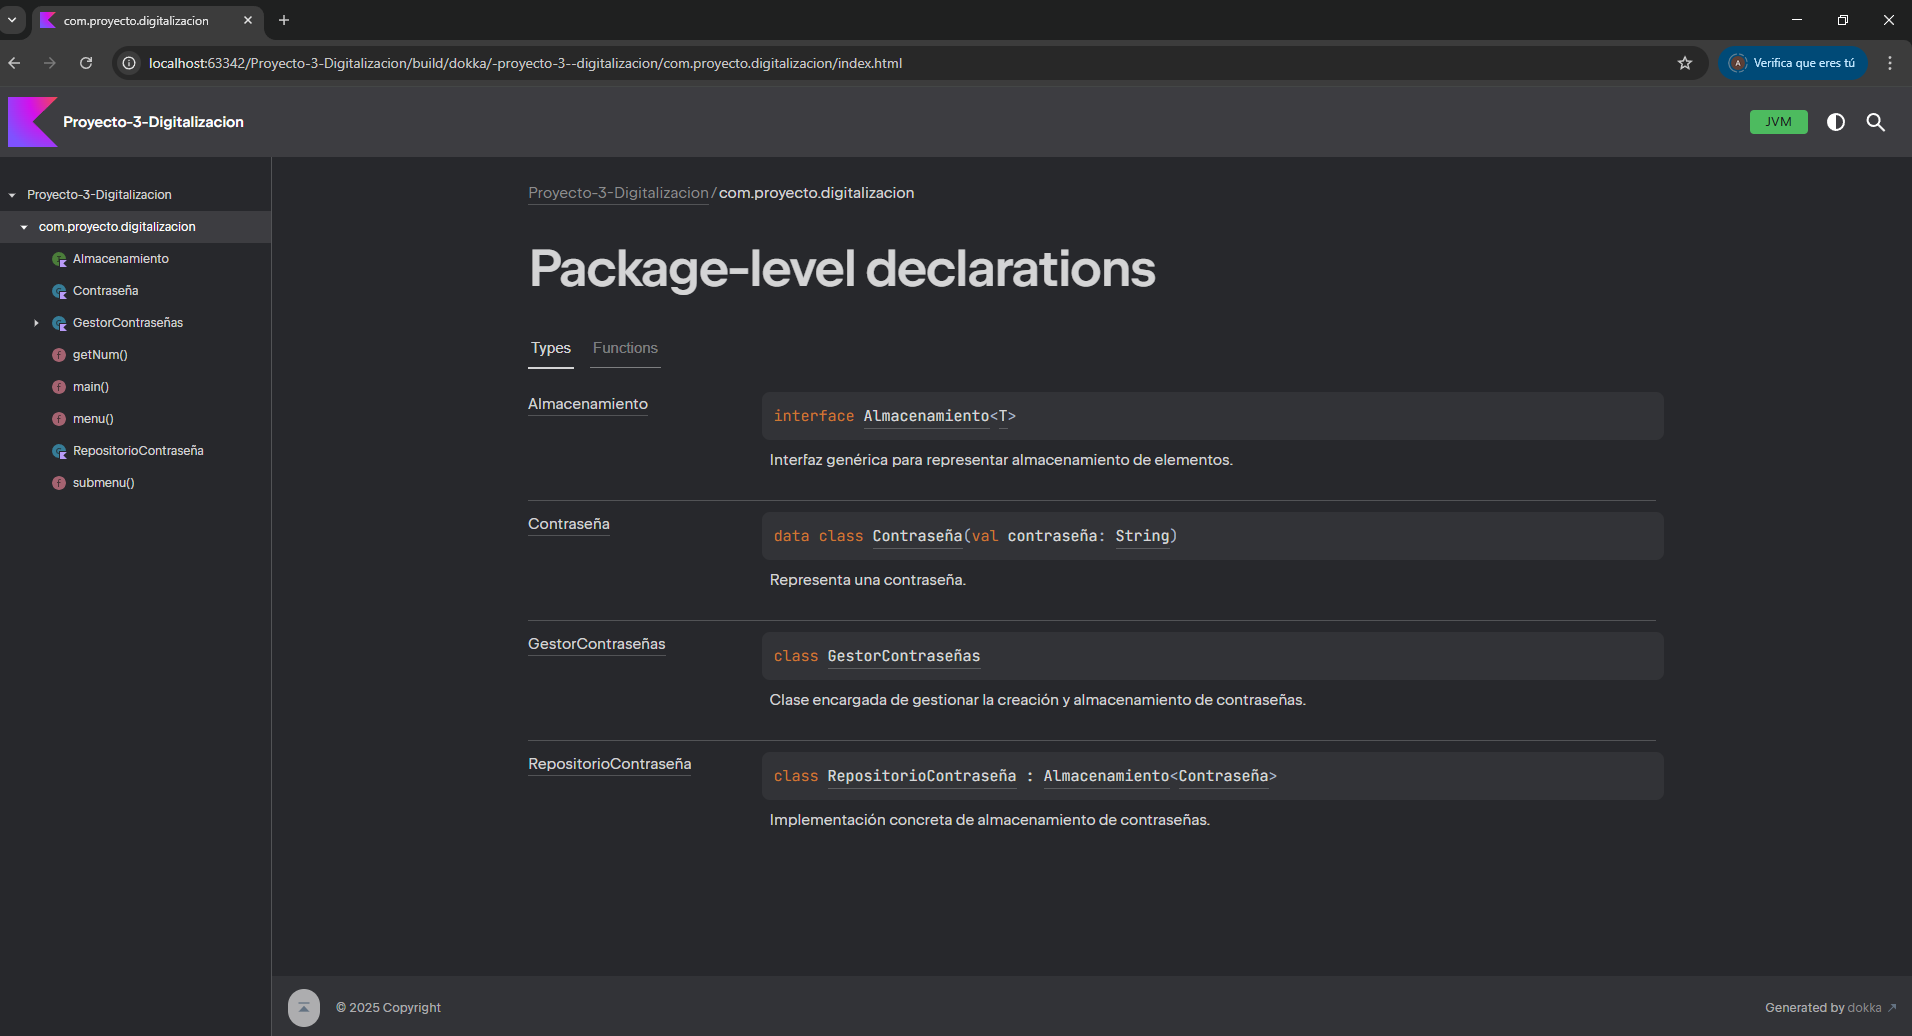 com.proyecto.digitalizacion
localhost:63342/Proyecto-3-Digitalizacion/build/dokka/-proyecto-3--digitalizacion/com.proyecto.digitalizacion/index.html
A
Verifica que eres tú
Proyecto-3-Digitalizacion
JVM
Proyecto-3-Digitalizacion
com.proyecto.digitalizacion
Almacenamiento
Contraseña
GestorContraseñas
f getNum()
f main()
f menu()
RepositorioContraseña
f submenu()
Proyecto-3-Digitalizacion/com.proyecto.digitalizacion
Package-level declarations
Types Functions
Almacenamiento
interface Almacenamiento<T>
Interfaz genérica para representar almacenamiento de elementos.
Contraseña
data class Contraseña(val contraseña: String)
Representa una contraseña.
GestorContraseñas
class GestorContraseñas
Clase encargada de gestionar la creación y almacenamiento de contraseñas.
RepositorioContraseña
class RepositorioContraseña : Almacenamiento<Contraseña>
Implementación concreta de almacenamiento de contraseñas.
© 2025 Copyright
Generated by dokka